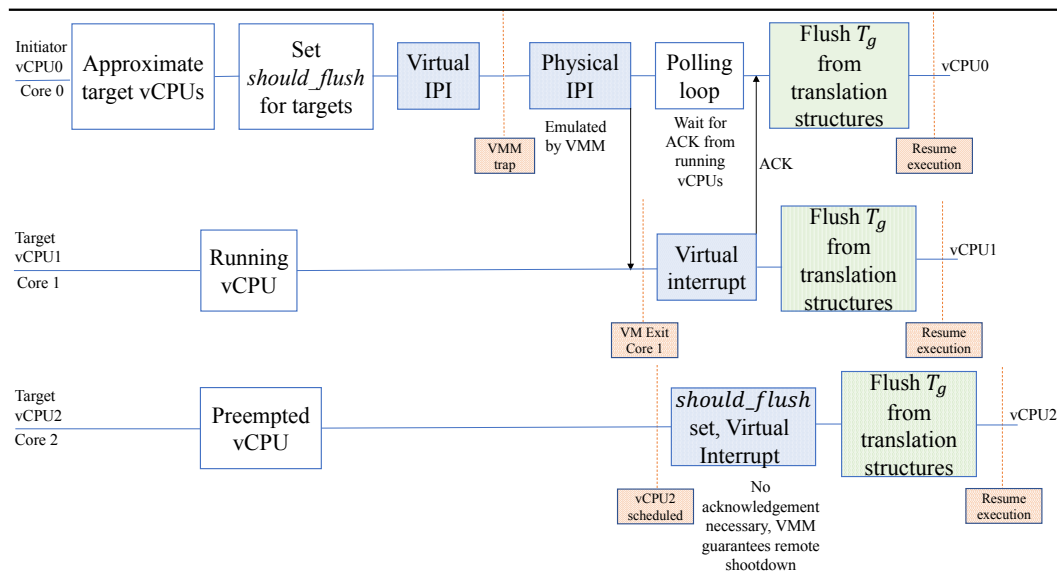 Initiator
vCPU0
Core 0
Approximate
target vCPUs
Set
should_flush
for targets
Virtual
IPI
VMM
trap
Physical
IPI
Emulated
by VMM
Polling
loop
Wait for
ACK from
running
vCPUs
ACK
Flush T_g
from
translation
structures
vCPU0
Resume
execution
Target
vCPU1
Core 1
Running
vCPU
VM Exit
Core 1
Virtual
interrupt
Flush T_g
from
translation
structures
vCPU1
Resume
execution
Target
vCPU2
Core 2
Preempted
vCPU
vCPU2
scheduled
should_flush
set, Virtual
Interrupt
No
acknowledgement
necessary, VMM
guarantees remote
shootdown
Flush T_g
from
translation
structures
vCPU2
Resume
execution